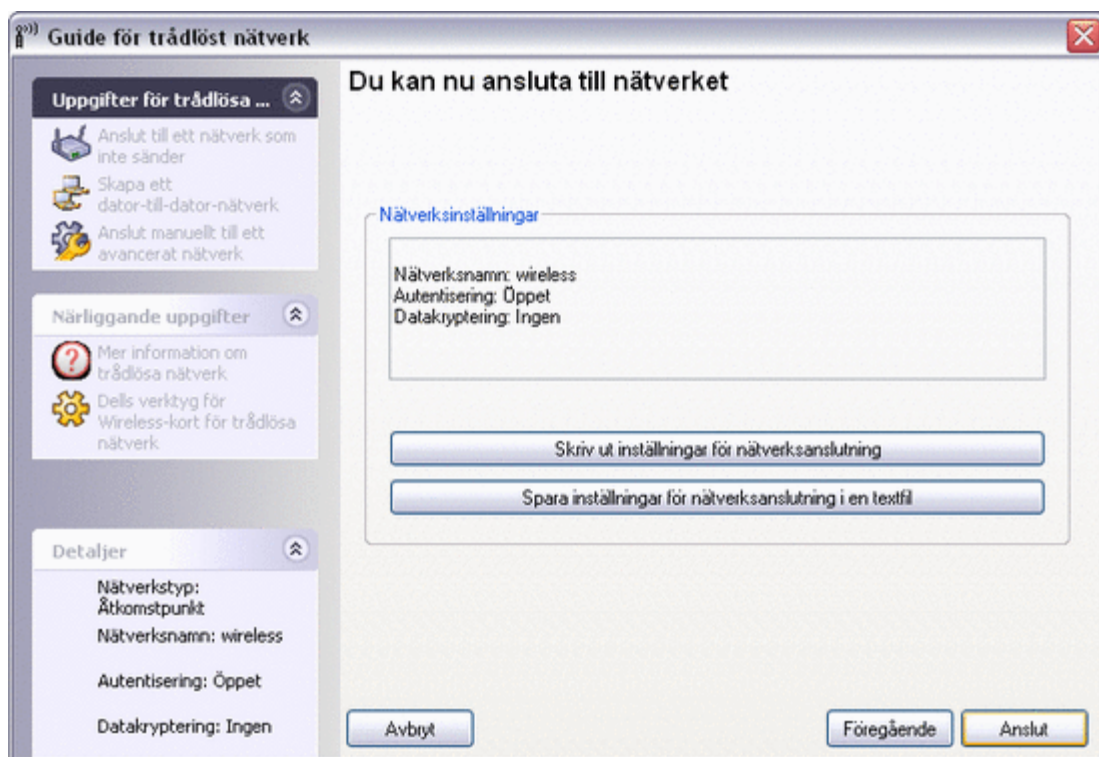 Guide för trådlöst nätverk
Uppgifter för trådlösa ...
Anslut till ett nätverk som
inte sänder
Skapa ett
dator-till-dator-nätverk
Anslut manuellt till ett
avancerat nätverk
Närliggande uppgifter
Mer information om
trådlösa nätverk
Dells verktyg för
Wireless-kort för trådlösa
nätverk
Detaljer
Nätverkstyp:
Åtkomstpunkt
Nätverksnamn: wireless
Autentisering: Öppet
Datakryptering: Ingen
Du kan nu ansluta till nätverket
Nätverksinställningar
Nätverksnamn: wireless
Autentisering: Öppet
Datakryptering: Ingen
Skriv ut inställningar för nätverksanslutning
Spara inställningar för nätverksanslutning i en textfil
Avbryt
Föregående
Anslut